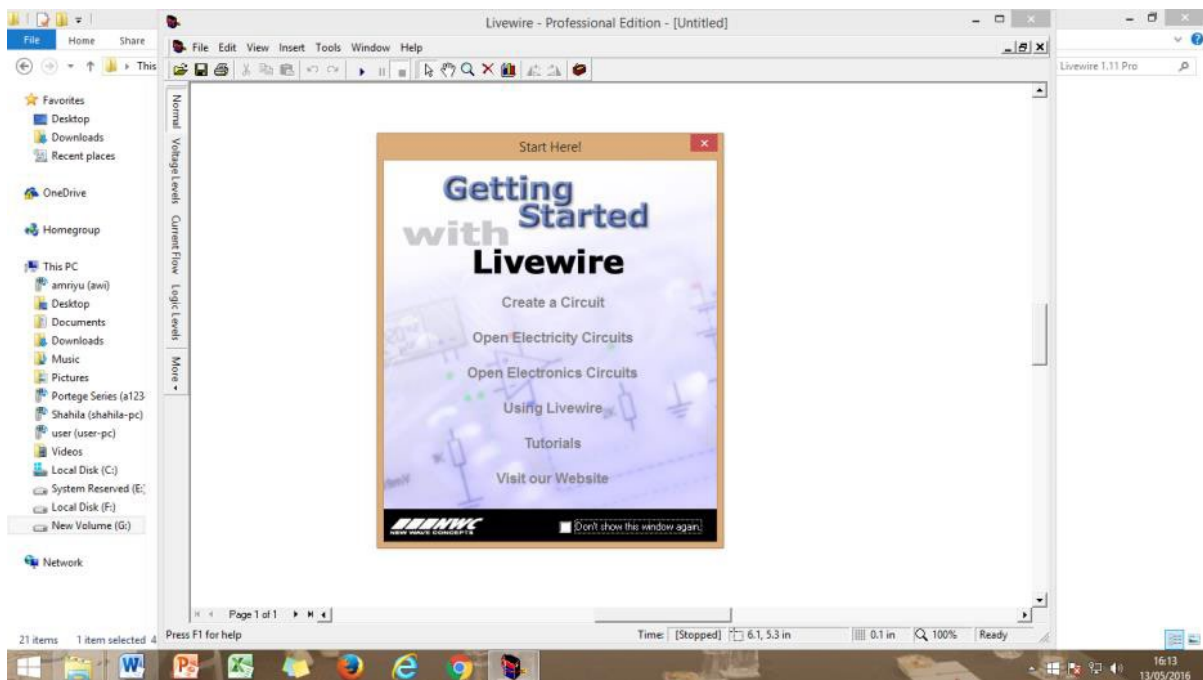 Livewire - Professional Edition - [Untitled]
File Home Share
File Edit View Insert Tools Window Help
This
Livewire 1.11 Pro
Favorites
Desktop
Downloads
Recent places
OneDrive
Homegroup
This PC
amriyu (awi)
Desktop
Documents
Downloads
Music
Pictures
Portege Series (a123
Shahila (shahila-pc)
user (user-pc)
Videos
Local Disk (C:)
System Reserved (E:
Local Disk (F:)
New Volume (G:)
Network
21 items 1 item selected 4
Normal
Voltage Levels
Current Flow
Logic Levels
More
Start Here!
Getting
Started
with
Livewire
Create a Circuit
Open Electricity Circuits
Open Electronics Circuits
Using Livewire
Tutorials
Visit our Website
NWC
NEW WAVE CONCEPTS
Don't show this window again.
Page 1 of 1
Press F1 for help
Time: [Stopped] 6.1, 5.3 in 0.1 in 100% Ready
16:13
13/05/2016